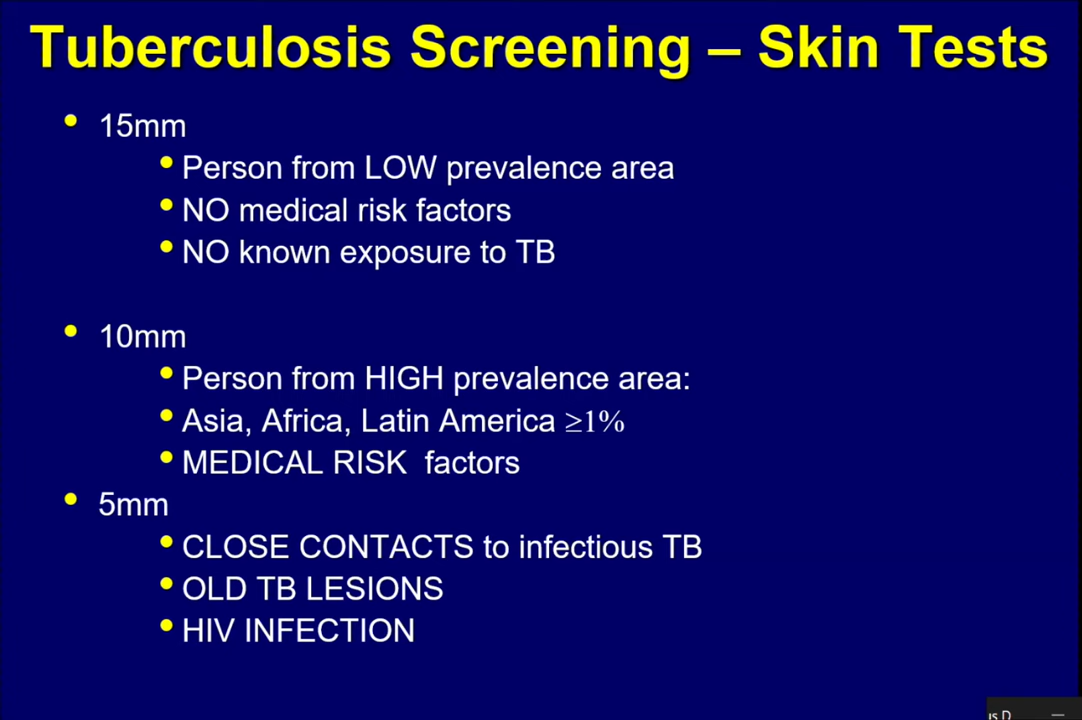 Tuberculosis Screening – Skin Tests
• 15mm
• Person from LOW prevalence area
• NO medical risk factors
• NO known exposure to TB
• 10mm
• Person from HIGH prevalence area:
• Asia, Africa, Latin America ≥1%
• MEDICAL RISK  factors
• 5mm
• CLOSE CONTACTS to infectious TB
• OLD TB LESIONS
• HIV INFECTION